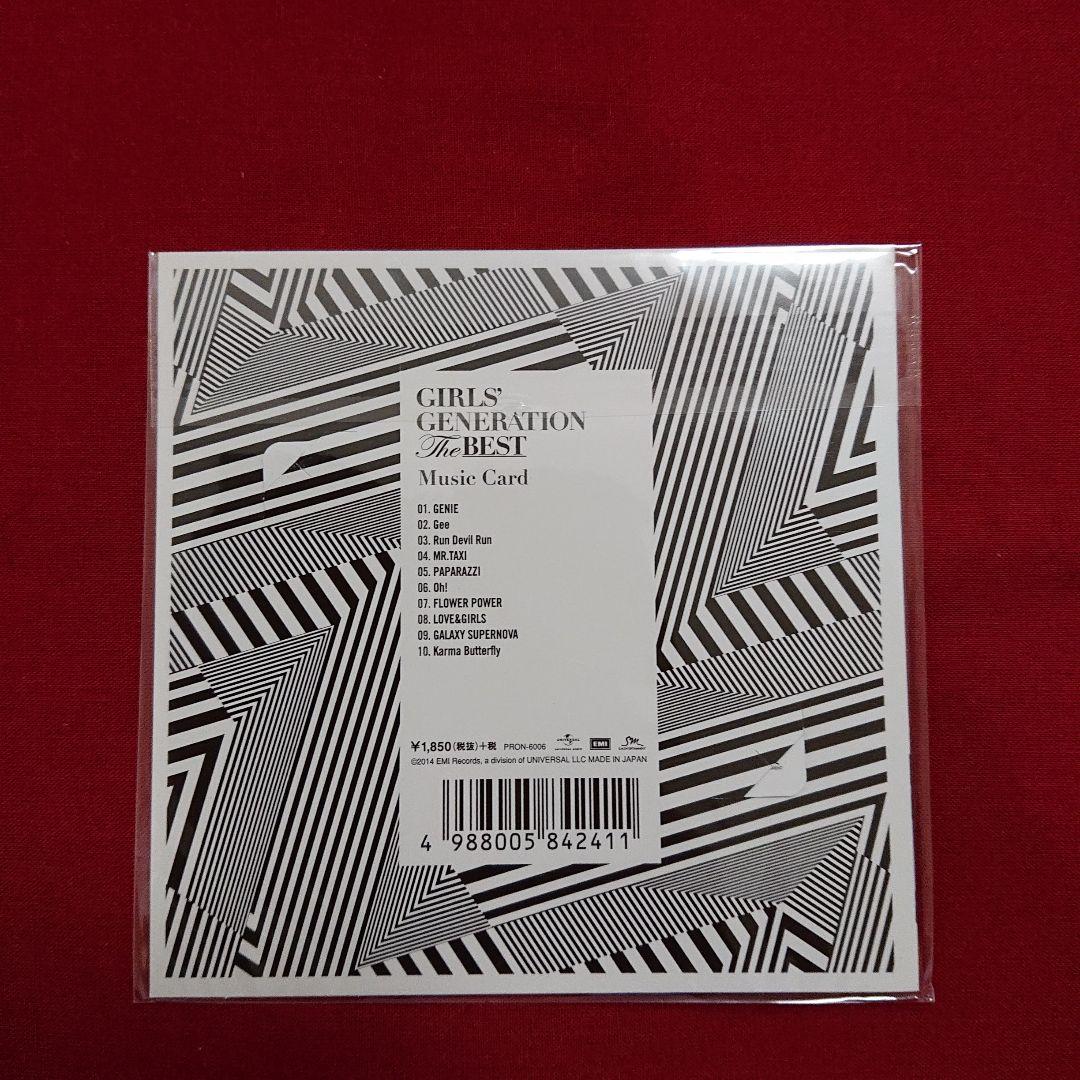 GIRLS'
GENERATION
The BEST
Music Card
01. GENIE
02. Gee
03. Run Devil Run
04. MR.TAXI
05. PAPARAZZI
06. Oh!
07. FLOWER POWER
08. LOVE&GIRLS
09. GALAXY SUPERNOVA
10. Karma Butterfly
¥1,850(税抜)+税 PRON-6006 UNIVERSAL EMI SM
©2014 EMI Records, a division of UNIVERSAL LLC MADE IN JAPAN
4 988005 842411